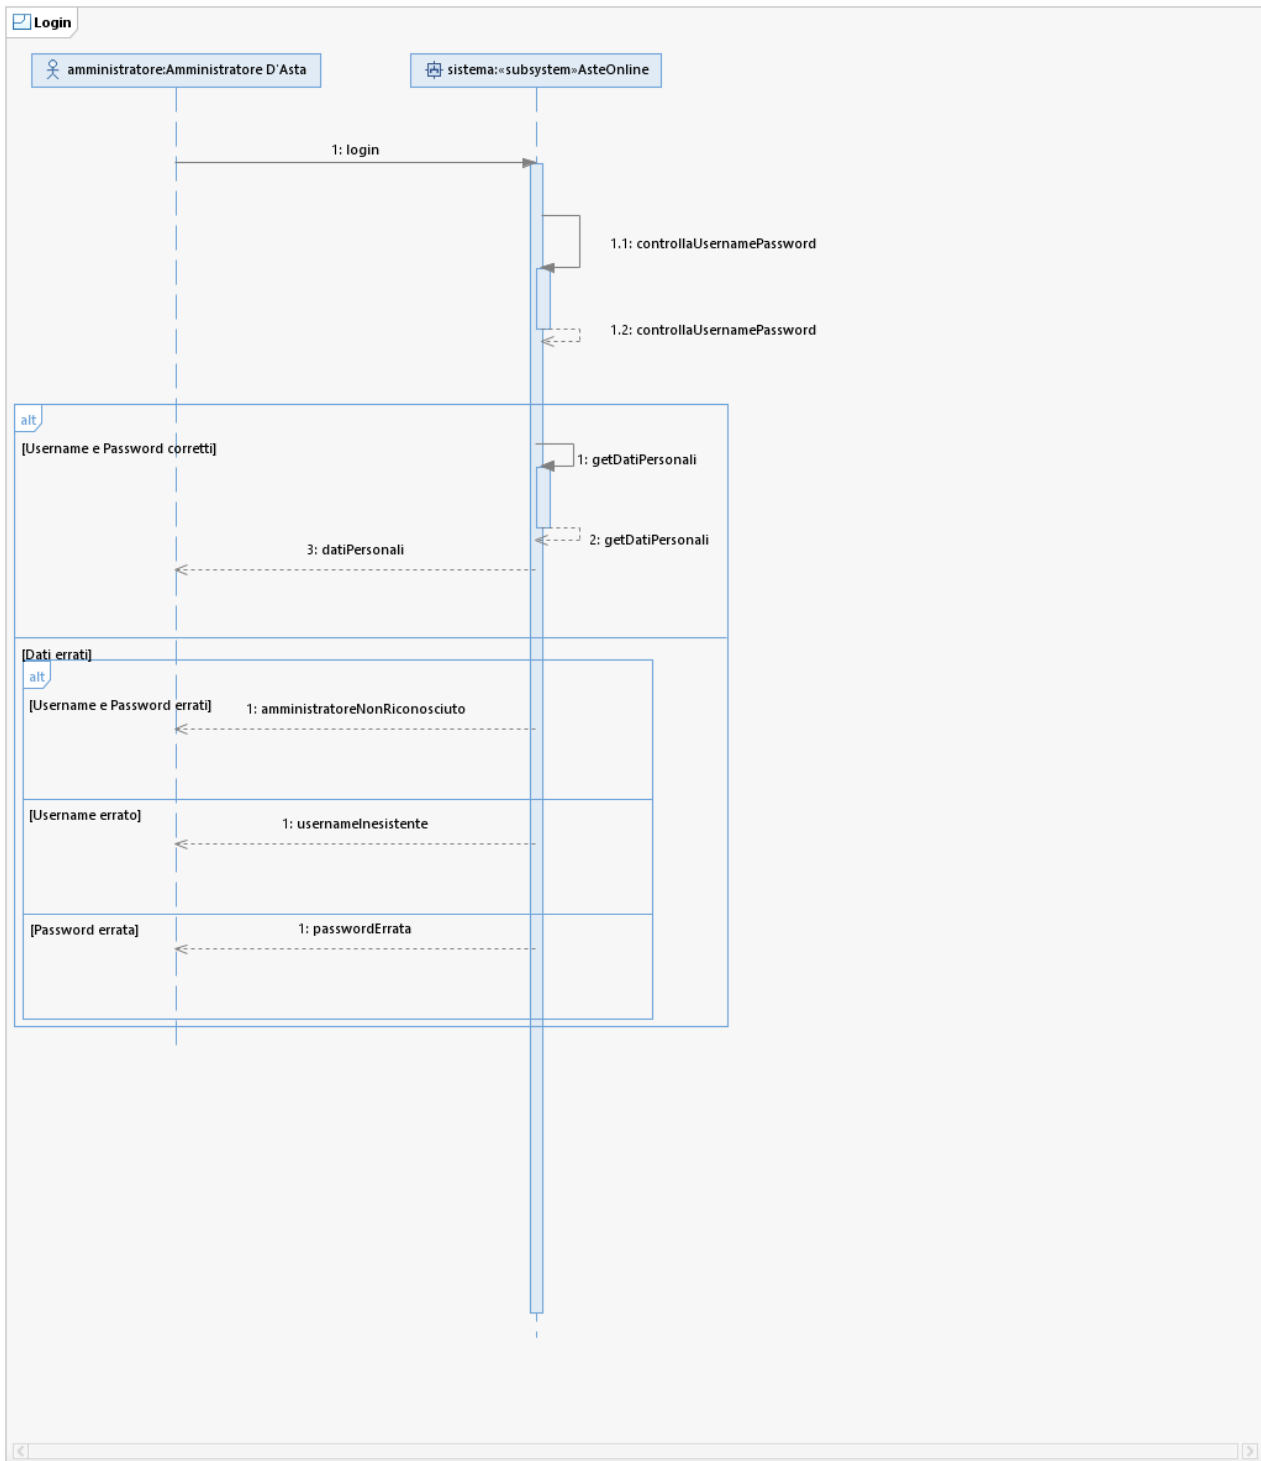 Login
amministratore:Amministratore D'Asta
sistema:«subsystem»AsteOnline
1: login
1.1: controllaUsernamePassword
1.2: controllaUsernamePassword
alt
[Username e Password corretti]
1: getDatiPersonali
2: getDatiPersonali
3: datiPersonali
[Dati errati]
alt
[Username e Password errati]
1: amministratoreNonRiconosciuto
[Username errato]
1: usernameInesistente
[Password errata]
1: passwordErrata